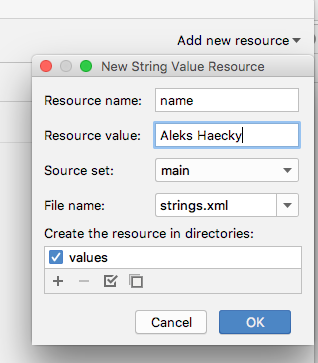 Add new resource
New String Value Resource
Resource name: name
Resource value: Aleks Haecky
Source set: main
File name: strings.xml
Create the resource in directories:
values
Cancel OK